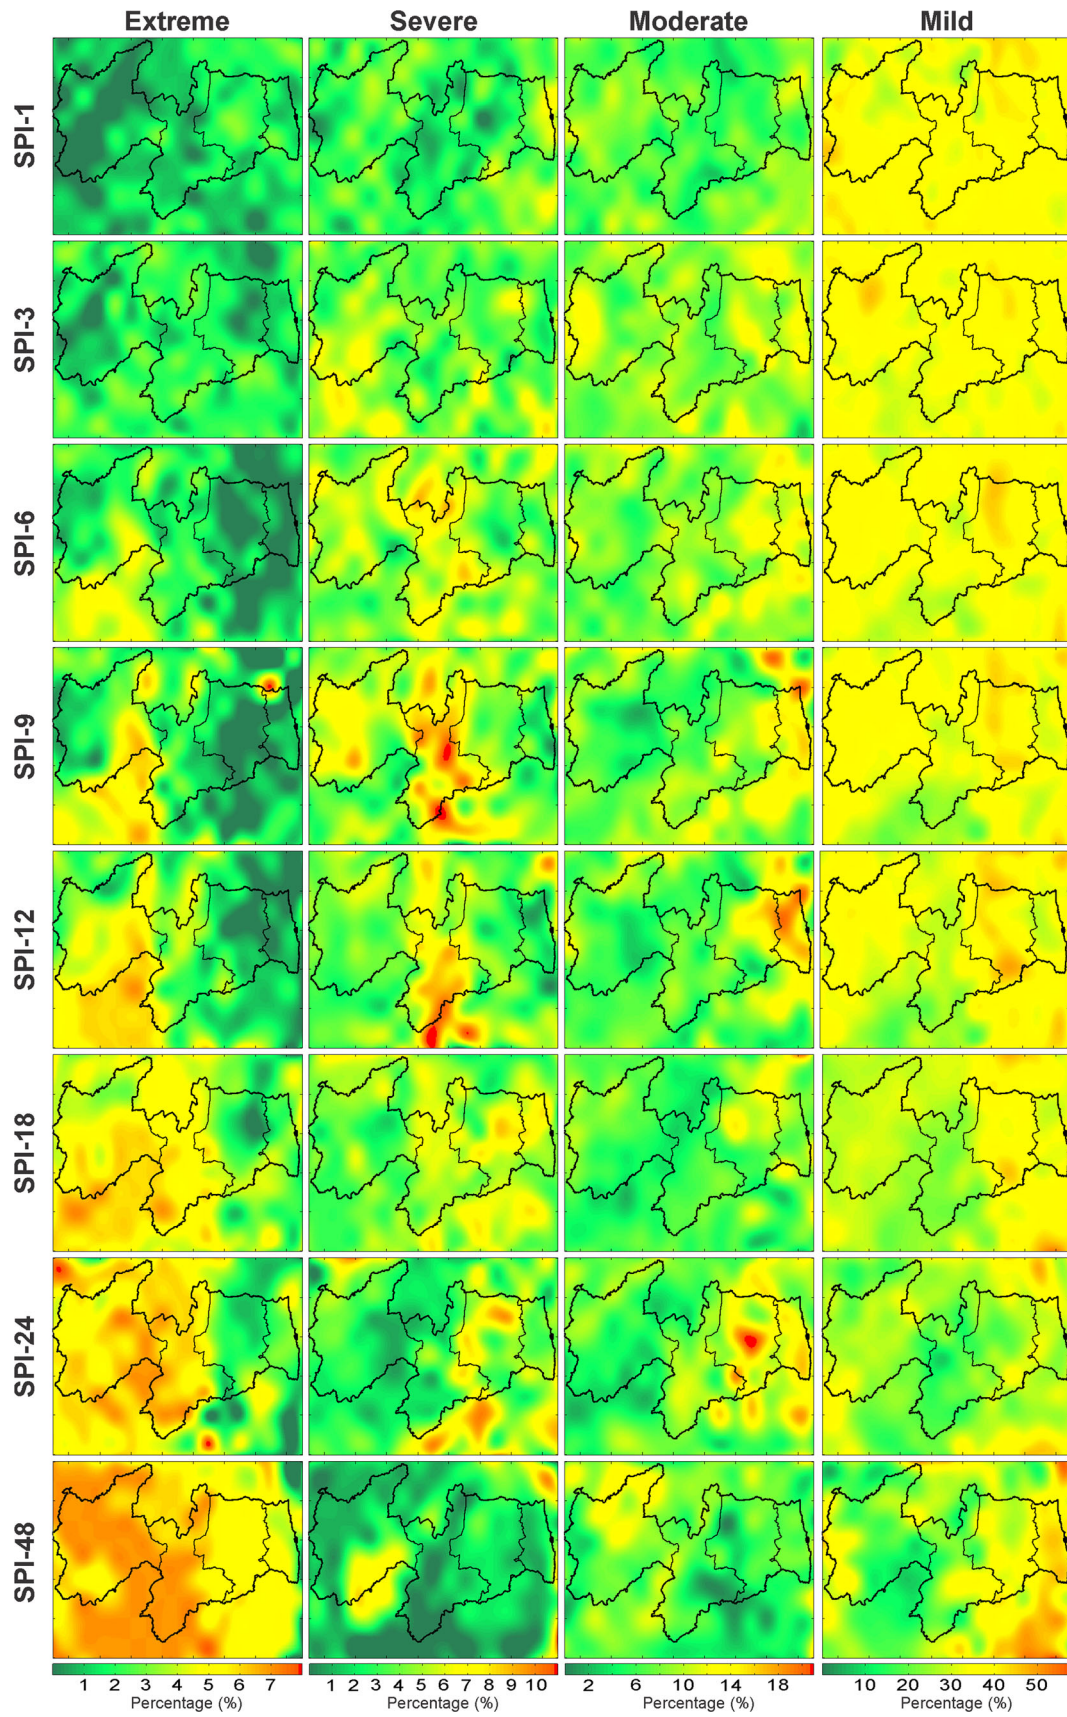 Extreme Severe Moderate Mild
SPI-1
SPI-3
SPI-6
SPI-9
SPI-12
SPI-18
SPI-24
SPI-48
1 2 3 4 5 6 7 1 2 3 4 5 6 7 8 9 10 2 6 10 14 18 10 20 30 40 50
Percentage (%) Percentage (%) Percentage (%) Percentage (%)